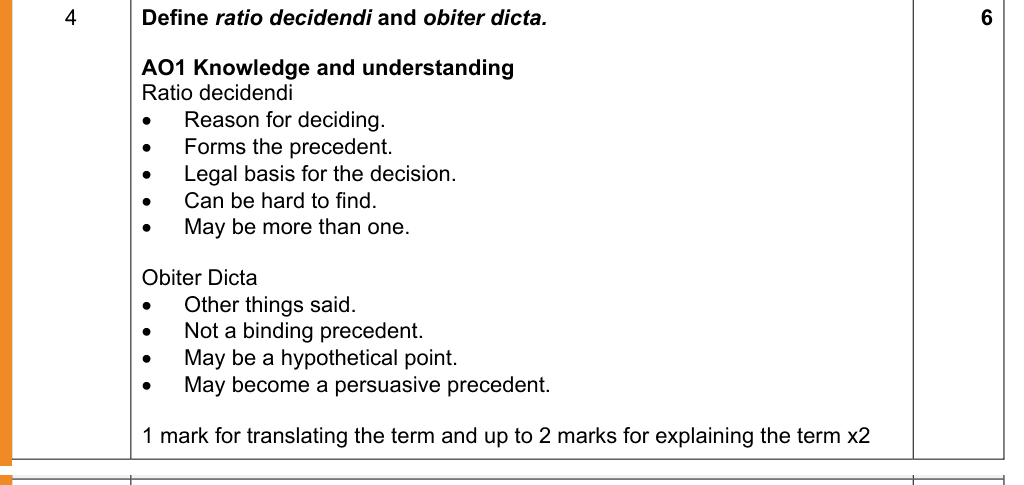 4 Define ratio decidendi and obiter dicta. 6
AO1 Knowledge and understanding
Ratio decidendi
• Reason for deciding.
• Forms the precedent.
• Legal basis for the decision.
• Can be hard to find.
• May be more than one.
Obiter Dicta
• Other things said.
• Not a binding precedent.
• May be a hypothetical point.
• May become a persuasive precedent.
1 mark for translating the term and up to 2 marks for explaining the term x2